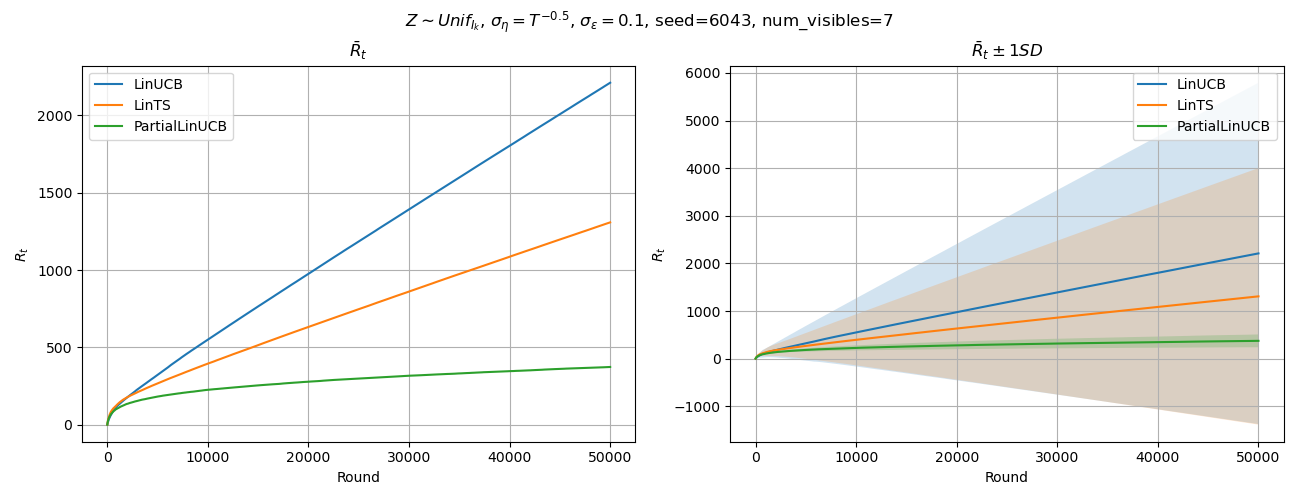 Z ∼ Unif_{I_k}, σ_η = T^{−0.5}, σ_ε = 0.1, seed=6043, num_visibles=7
R̄_t
R_t
2000
1500
1000
500
0
LinUCB
LinTS
PartialLinUCB
0 10000 20000 30000 40000 50000
Round
R̄_t ± 1SD
R_t
6000
5000
4000
3000
2000
1000
0
−1000
LinUCB
LinTS
PartialLinUCB
0 10000 20000 30000 40000 50000
Round